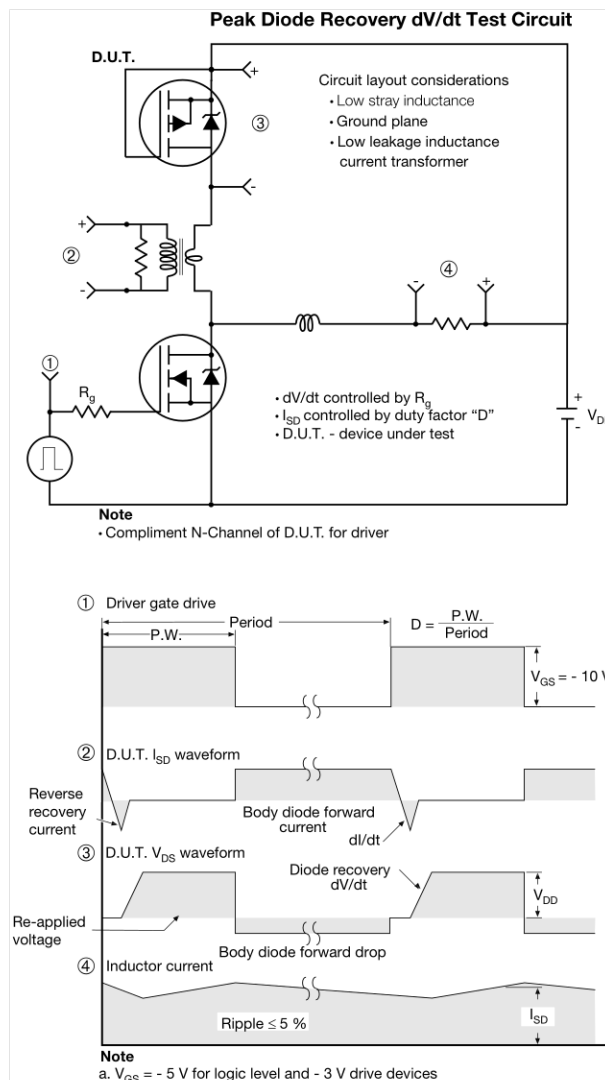 Peak Diode Recovery dV/dt Test Circuit
D.U.T.
+
Circuit layout considerations
• Low stray inductance
• Ground plane
• Low leakage inductance
current transformer
③
-
+
②
-
④
-
+
①
Rg
• dV/dt controlled by Rg
• ISD controlled by duty factor “D”
• D.U.T. - device under test
+
-
VD
Note
• Compliment N-Channel of D.U.T. for driver
① Driver gate drive
P.W.
Period
D = P.W.
Period
VGS = - 10 V
② D.U.T. ISD waveform
Reverse
recovery
current
Body diode forward
current
dI/dt
③ D.U.T. VDS waveform
Diode recovery
dV/dt
VDD
Re-applied
voltage
Body diode forward drop
④ Inductor current
Ripple ≤ 5 %
ISD
Note
a. VGS = - 5 V for logic level and - 3 V drive devices